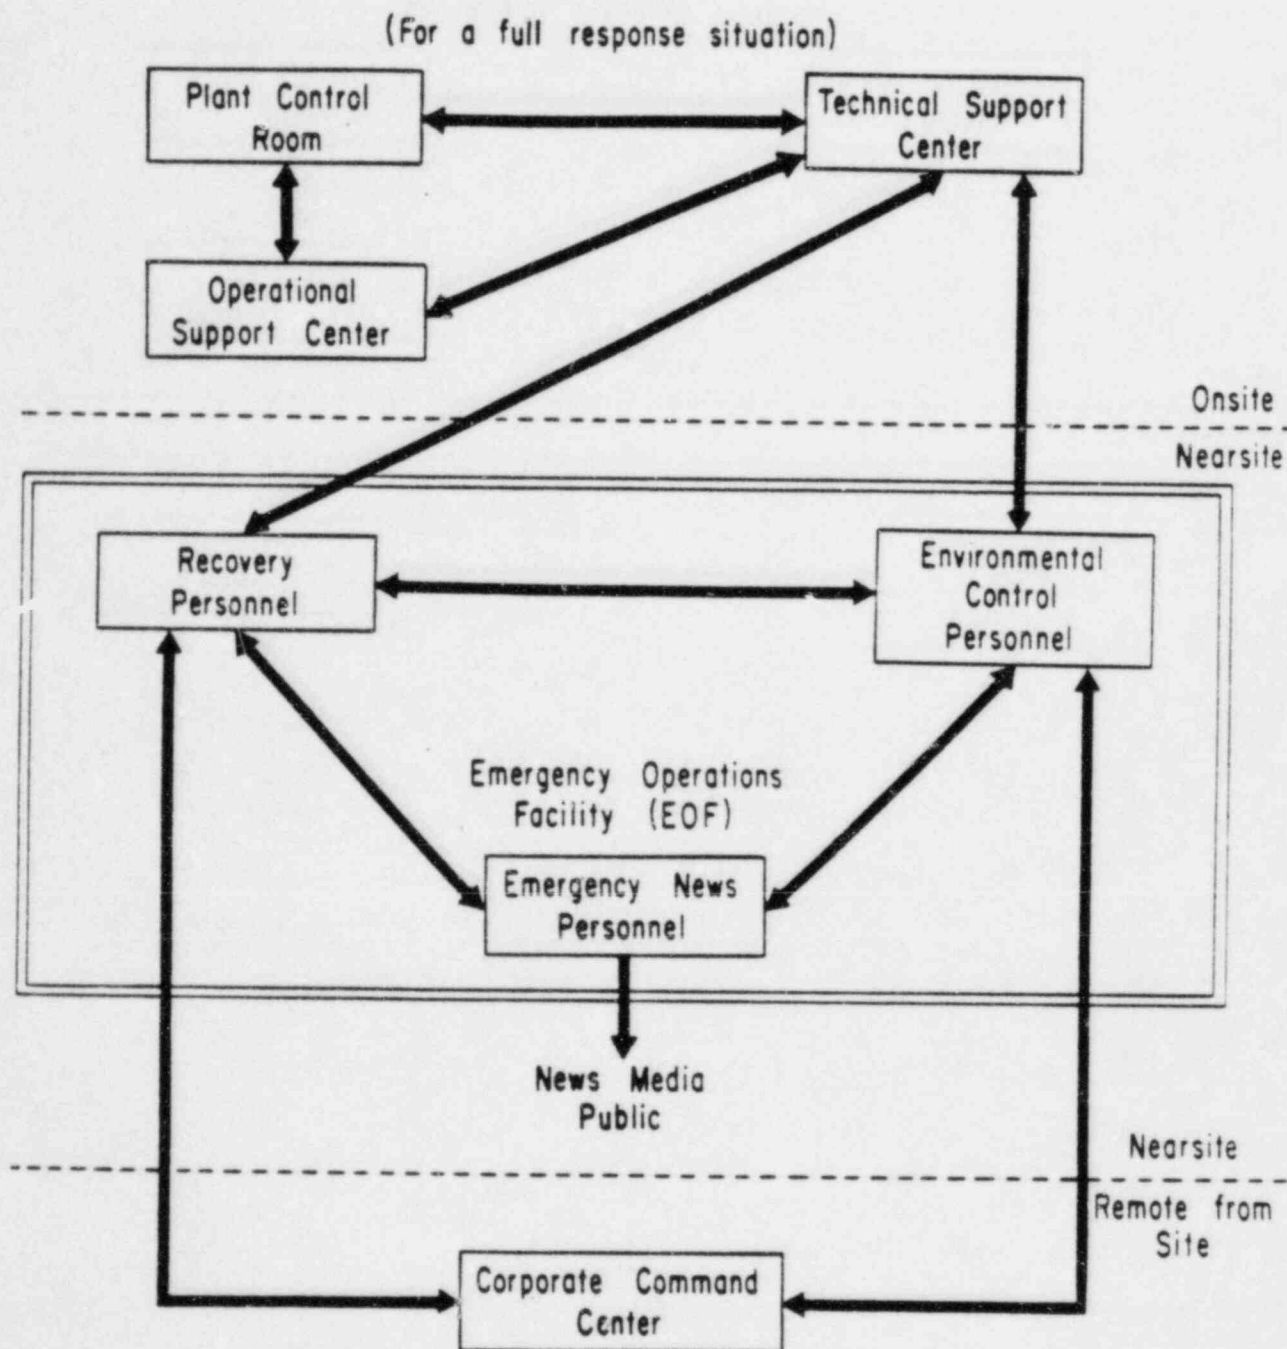 (For a full response situation)
Plant Control
Room
Technical Support
Center
Operational
Support Center
Onsite
Nearsite
Recovery
Personnel
Environmental
Control
Personnel
Emergency Operations
Facility (EOF)
Emergency News
Personnel
News Media
Public
Nearsite
Remote from
Site
Corporate Command
Center